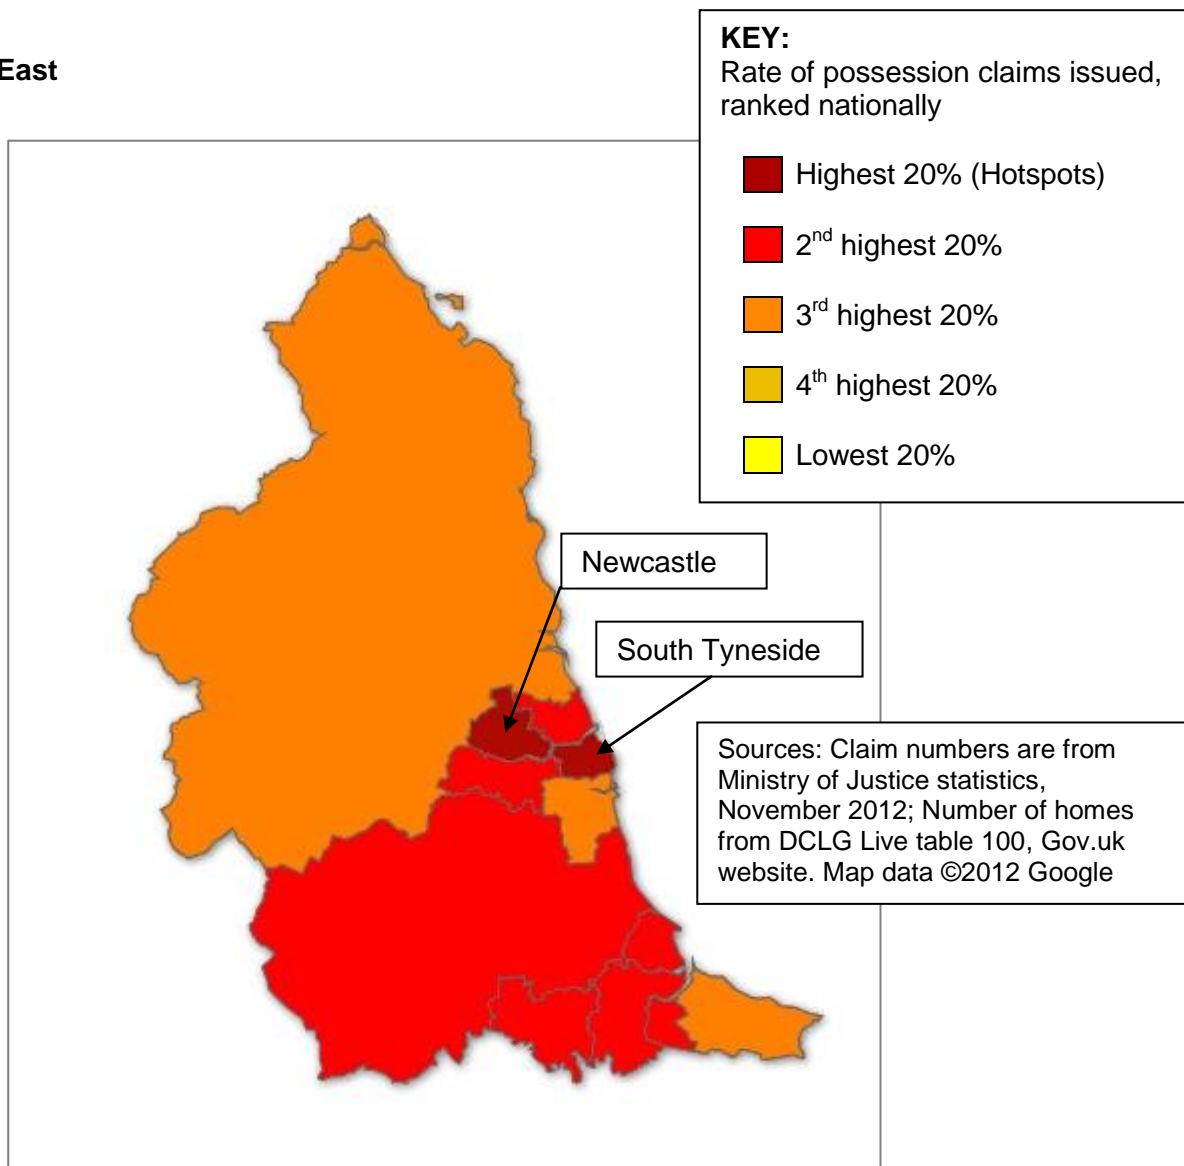 East
KEY:
Rate of possession claims issued,
ranked nationally
Highest 20% (Hotspots)
2nd highest 20%
3rd highest 20%
4th highest 20%
Lowest 20%
Newcastle
South Tyneside
Sources: Claim numbers are from
Ministry of Justice statistics,
November 2012; Number of homes
from DCLG Live table 100, Gov.uk
website. Map data ©2012 Google